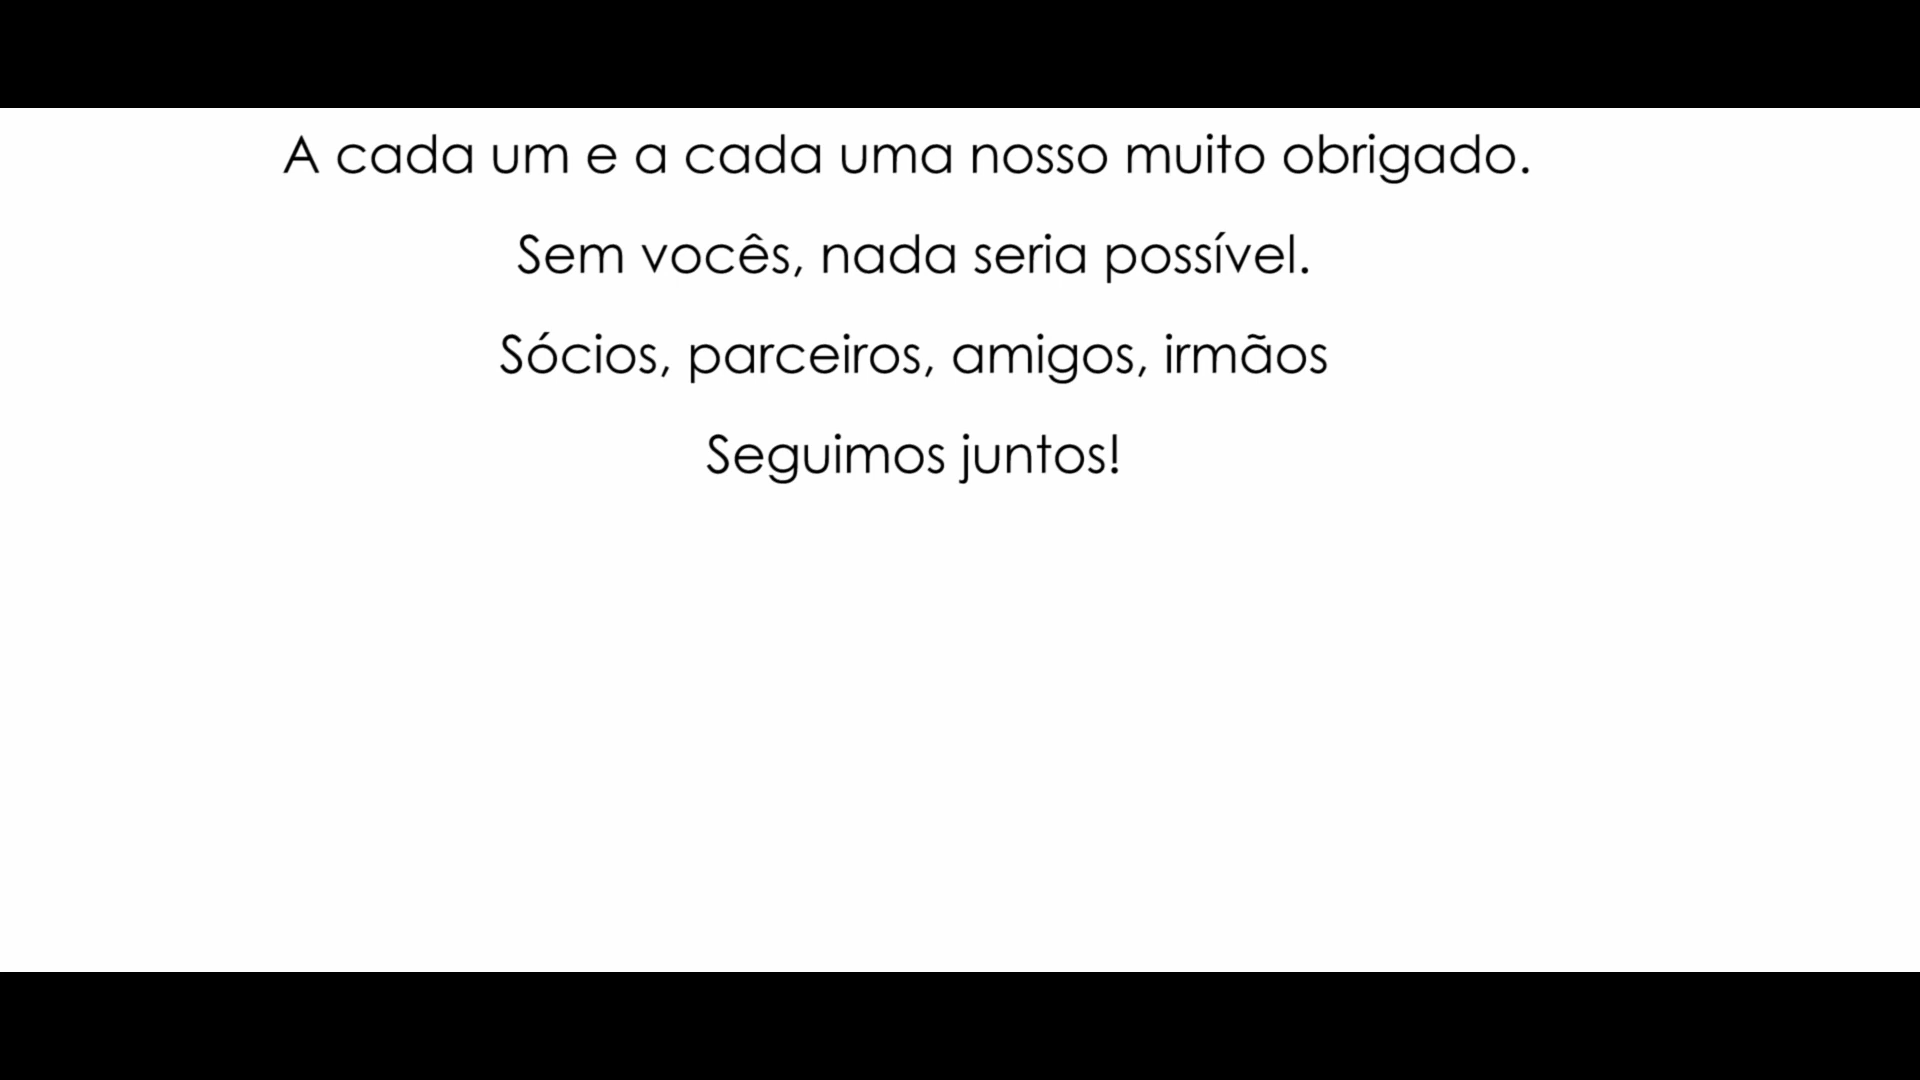 A cada um e a cada uma nosso muito obrigado.
Sem vocês, nada seria possível.
Sócios, parceiros, amigos, irmãos
Seguimos juntos!